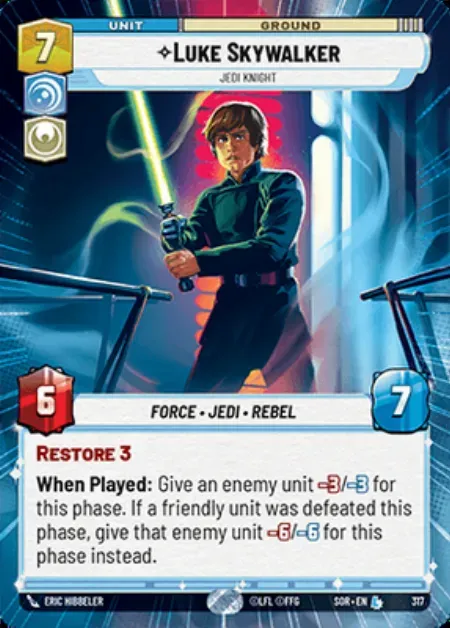 UNIT GROUND
7
✧LUKE SKYWALKER
JEDI KNIGHT
6
FORCE • JEDI • REBEL
7
RESTORE 3
When Played: Give an enemy unit -3/-3 for
this phase. If a friendly unit was defeated this
phase, give that enemy unit -6/-6 for this
phase instead.
ERIC HIBBELER ©LFL ©FFG SOR • EN L 317